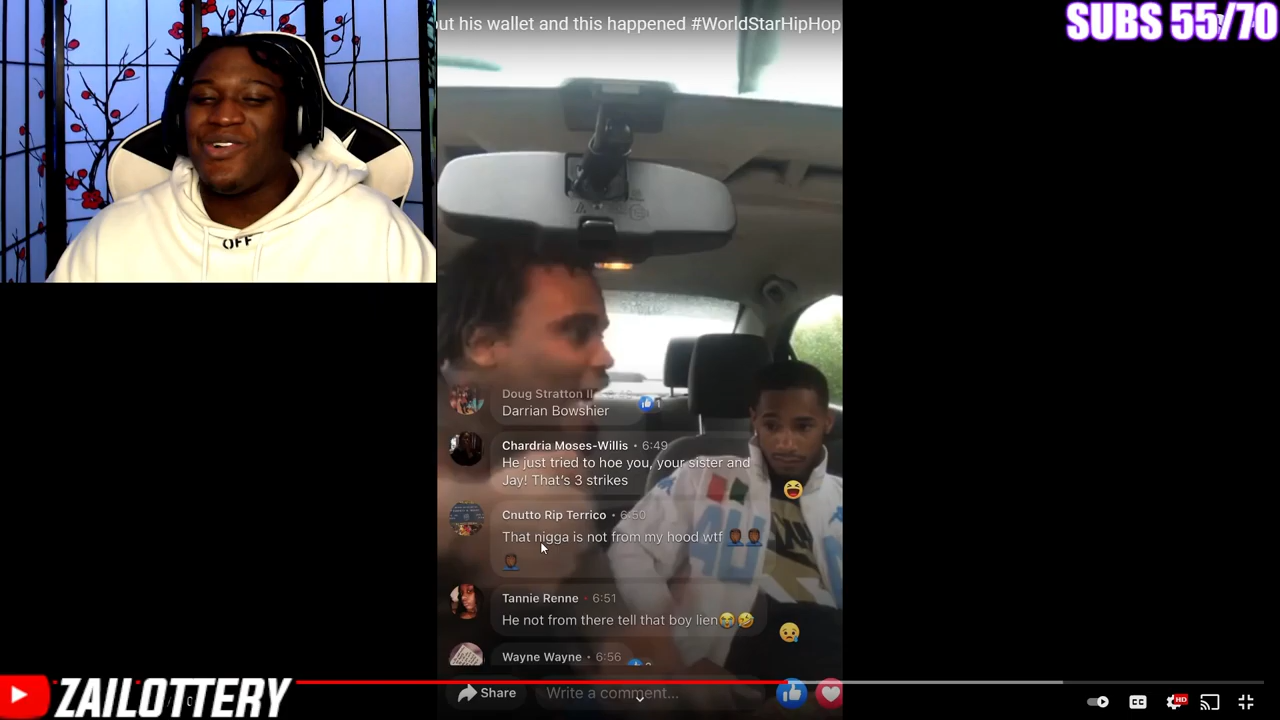 ut his wallet and this happened #WorldStarHipHop
SUBS 55/70
OFF
Doug Stratton II
Darrian Bowshier
1
Chardria Moses-Willis • 6:49
He just tried to hoe you, your sister and
Jay! That's 3 strikes
Cnutto Rip Terrico • 6:50
That nigga is not from my hood wtf
Tannie Renne • 6:51
He not from there tell that boy lien
Wayne Wayne • 6:56
Share
Write a comment...
ZAILOTTERY
CC
HD